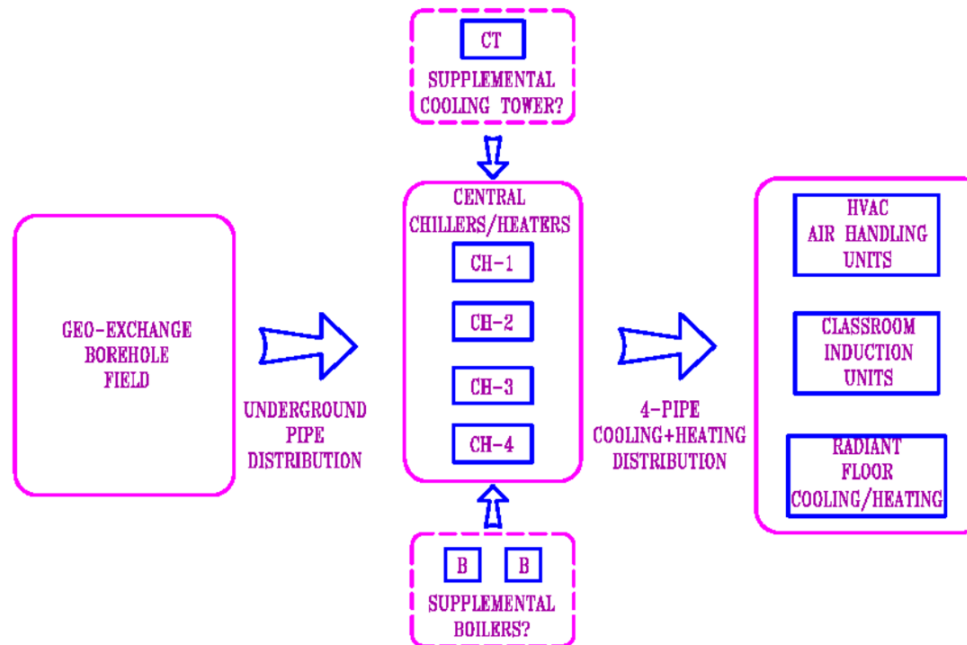 CT
SUPPLEMENTAL
COOLING TOWER?
CENTRAL
CHILLERS/HEATERS
CH-1
CH-2
CH-3
CH-4
GEO-EXCHANGE
BOREHOLE
FIELD
UNDERGROUND
PIPE
DISTRIBUTION
4-PIPE
COOLING+HEATING
DISTRIBUTION
HVAC
AIR HANDLING
UNITS
CLASSROOM
INDUCTION
UNITS
RADIANT
FLOOR
COOLING/HEATING
B B
SUPPLEMENTAL
BOILERS?